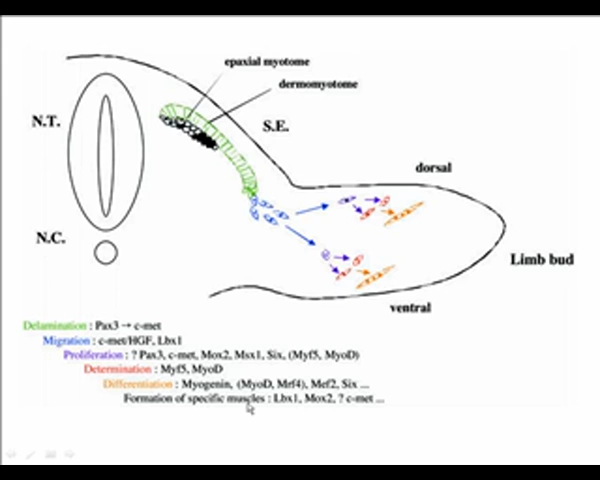 epaxial myotome
dermomyotome
N.T.
S.E.
dorsal
N.C.
Limb bud
ventral
Delamination : Pax3 → c-met
Migration : c-met/HGF, Lbx1
Proliferation : ? Pax3, c-met, Mox2, Msx1, Six, (Myf5, MyoD)
Determination : Myf5, MyoD
Differentiation : Myogenin, (MyoD, Mrf4), Mef2, Six ...
Formation of specific muscles : Lbx1, Mox2, ? c-met ...